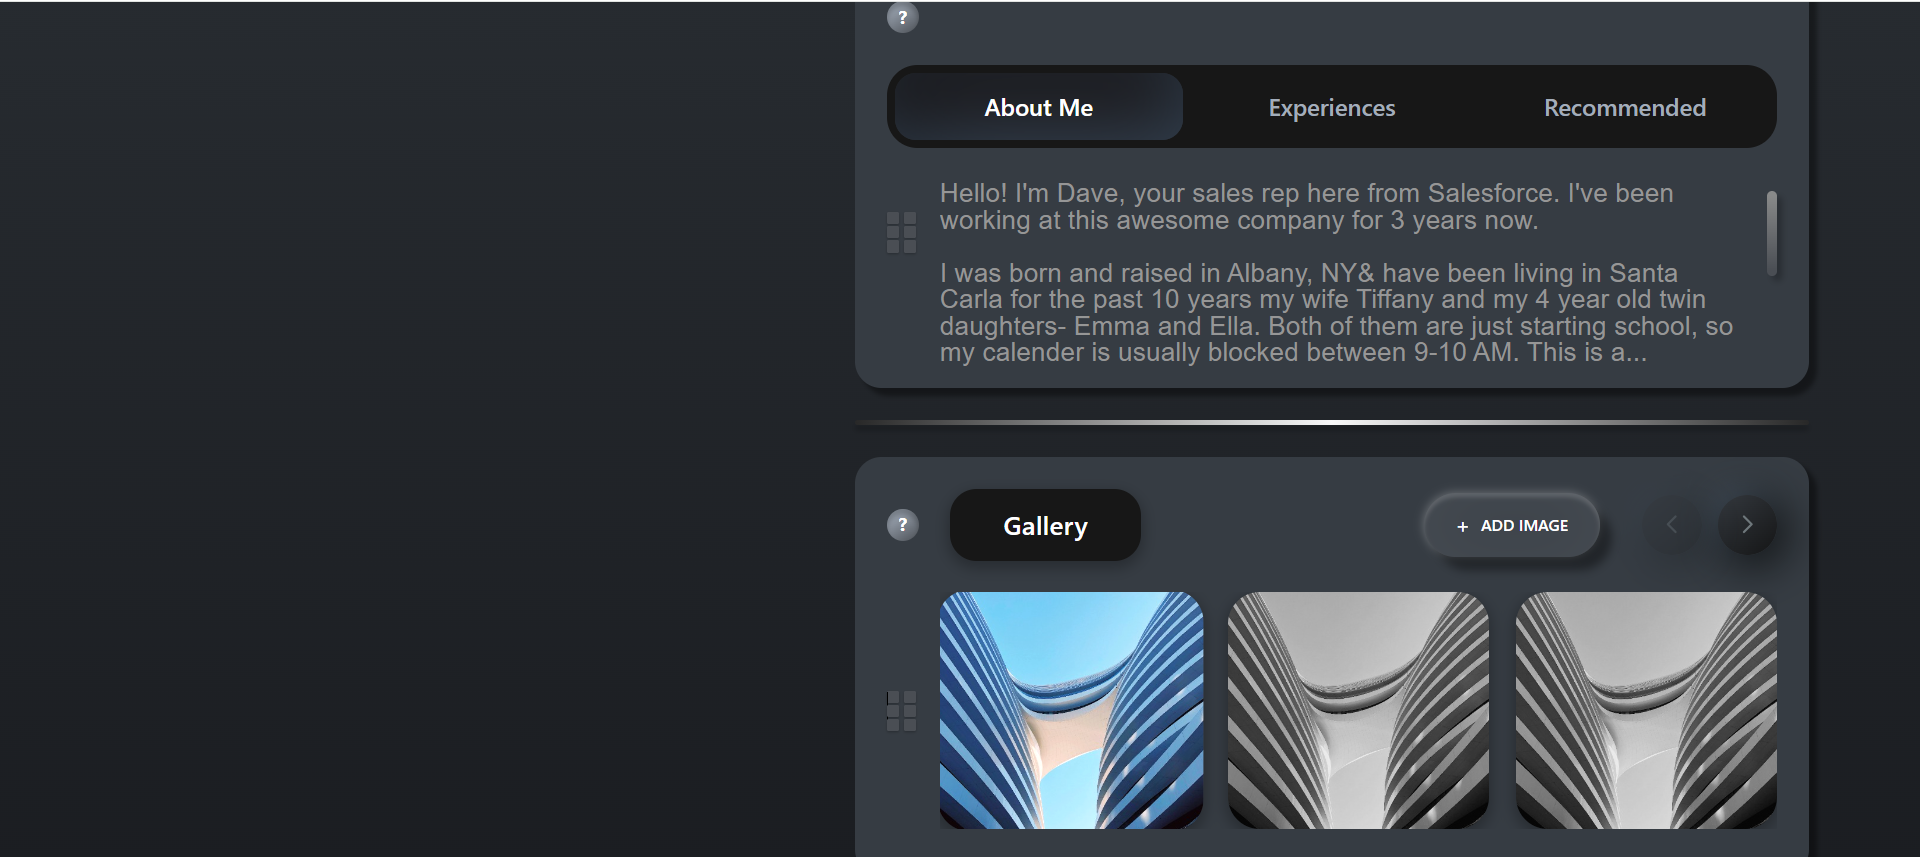 ?
About Me
Experiences
Recommended
Hello! I'm Dave, your sales rep here from Salesforce. I've been
working at this awesome company for 3 years now.
I was born and raised in Albany, NY& have been living in Santa
Carla for the past 10 years my wife Tiffany and my 4 year old twin
daughters- Emma and Ella. Both of them are just starting school, so
my calender is usually blocked between 9-10 AM. This is a...
?
Gallery
+ ADD IMAGE